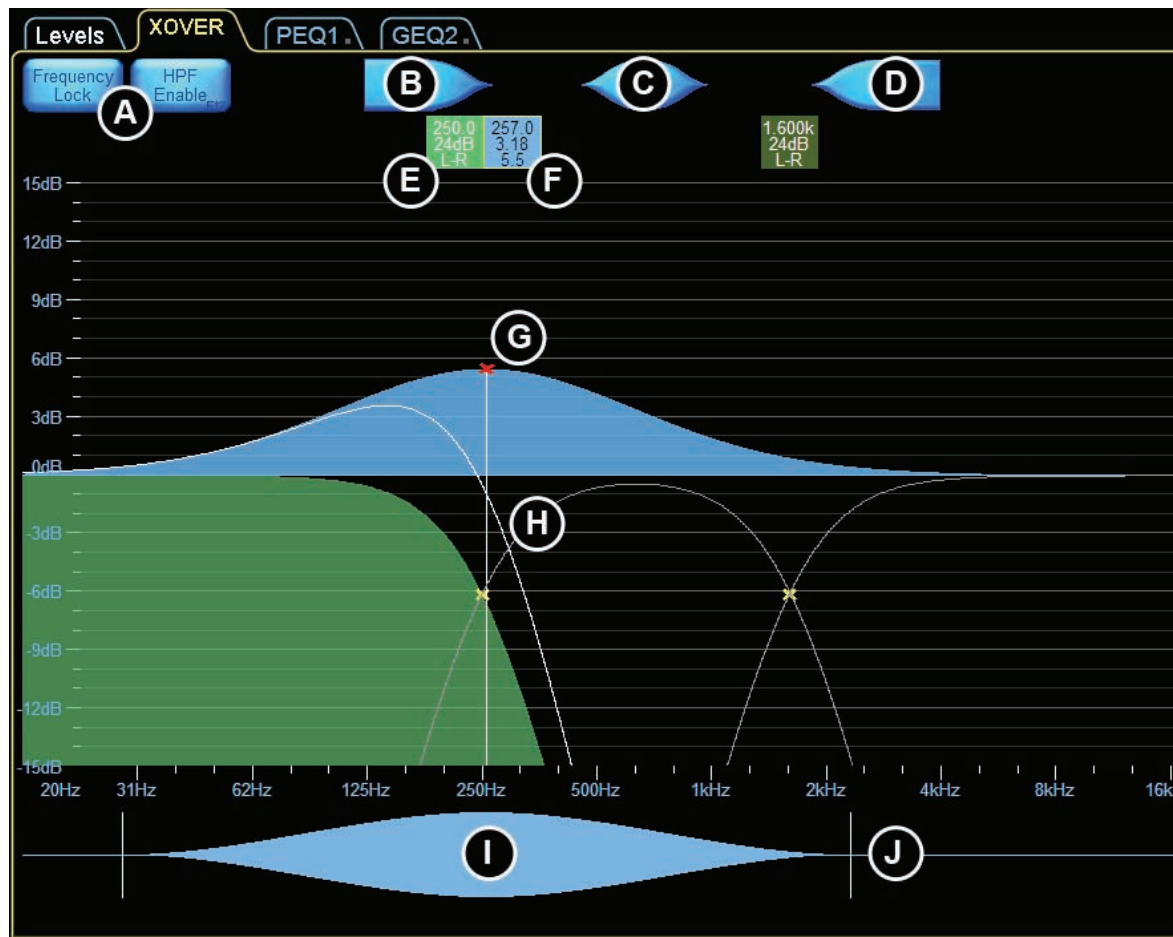 Levels XOVER PEQ1 GEQ2
Frequency Lock
HPF Enable
A
B
C
D
250.0
24dB
L-R
257.0
3.18
5.5
1.600k
24dB
L-R
E
F
15dB
12dB
9dB
G
6dB
3dB
0dB
H
-3dB
-6dB
-9dB
-12dB
-15dB
20Hz 31Hz 62Hz 125Hz 250Hz 500Hz 1kHz 2kHz 4kHz 8kHz 16k
I
J